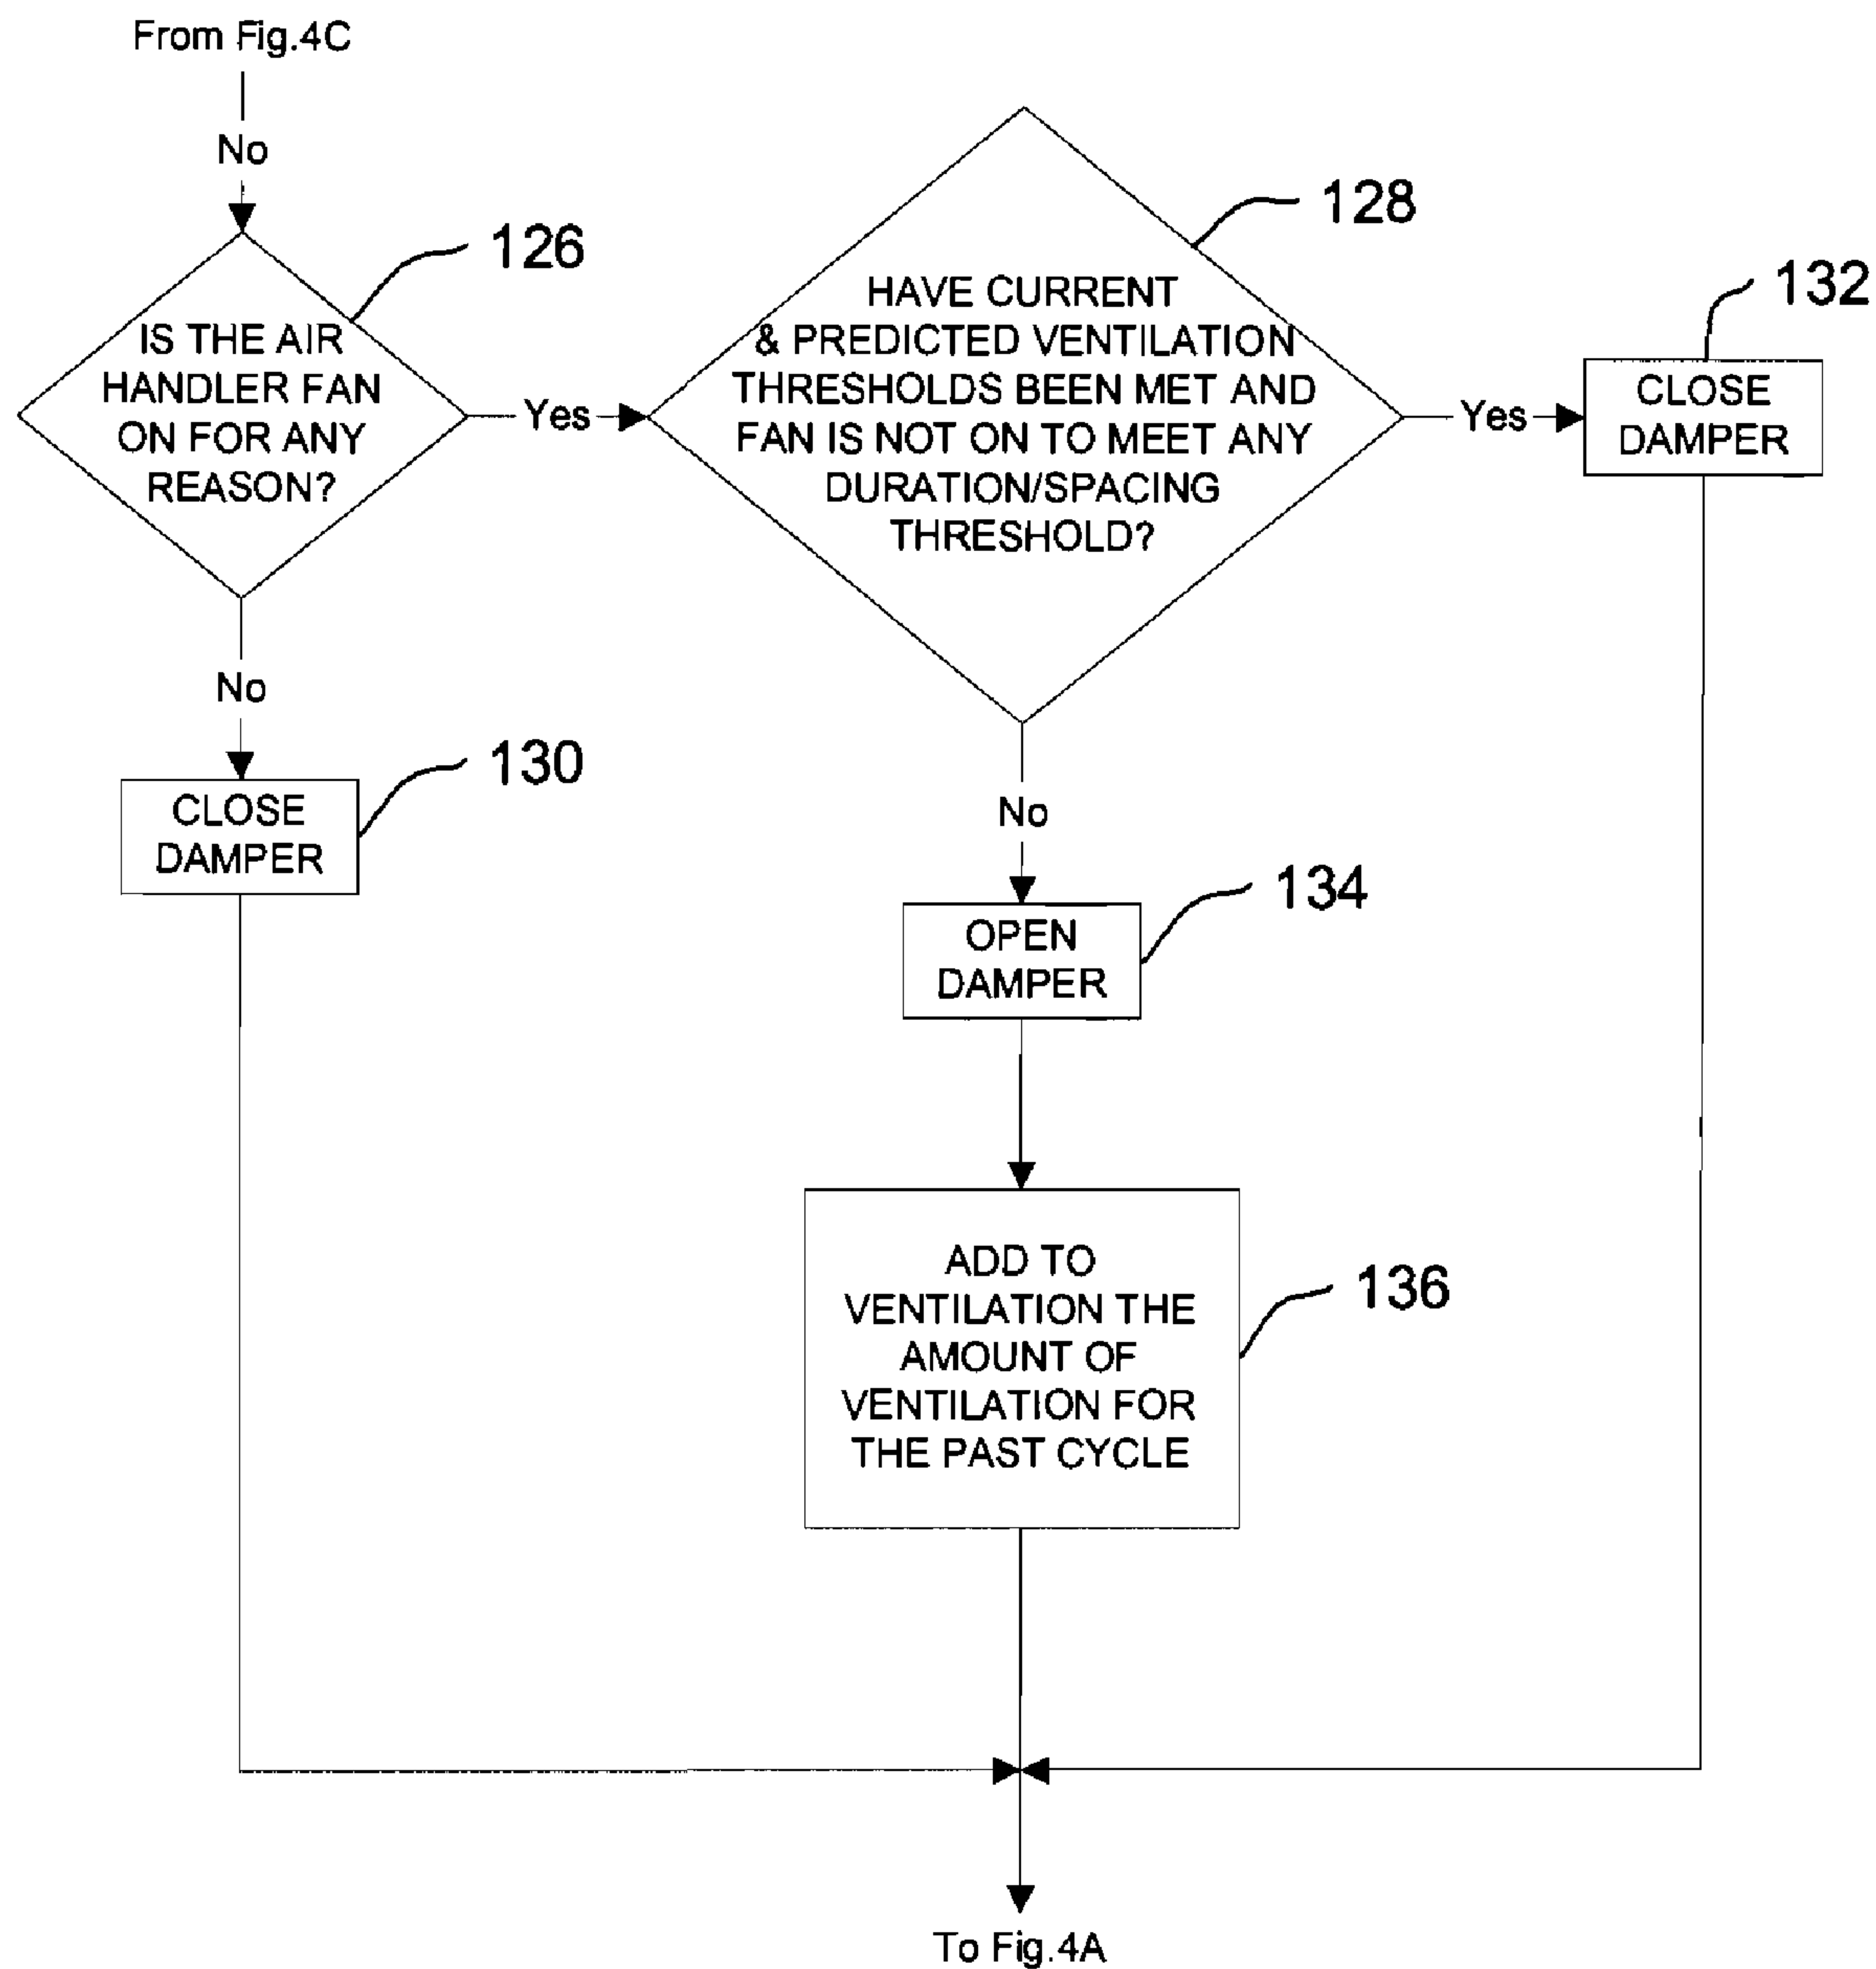 From Fig.4C
No
126
IS THE AIR
HANDLER FAN
ON FOR ANY
REASON?
Yes
128
HAVE CURRENT
& PREDICTED VENTILATION
THRESHOLDS BEEN MET AND
FAN IS NOT ON TO MEET ANY
DURATION/SPACING
THRESHOLD?
Yes
132
CLOSE
DAMPER
No
130
CLOSE
DAMPER
No
134
OPEN
DAMPER
136
ADD TO
VENTILATION THE
AMOUNT OF
VENTILATION FOR
THE PAST CYCLE
To Fig.4A